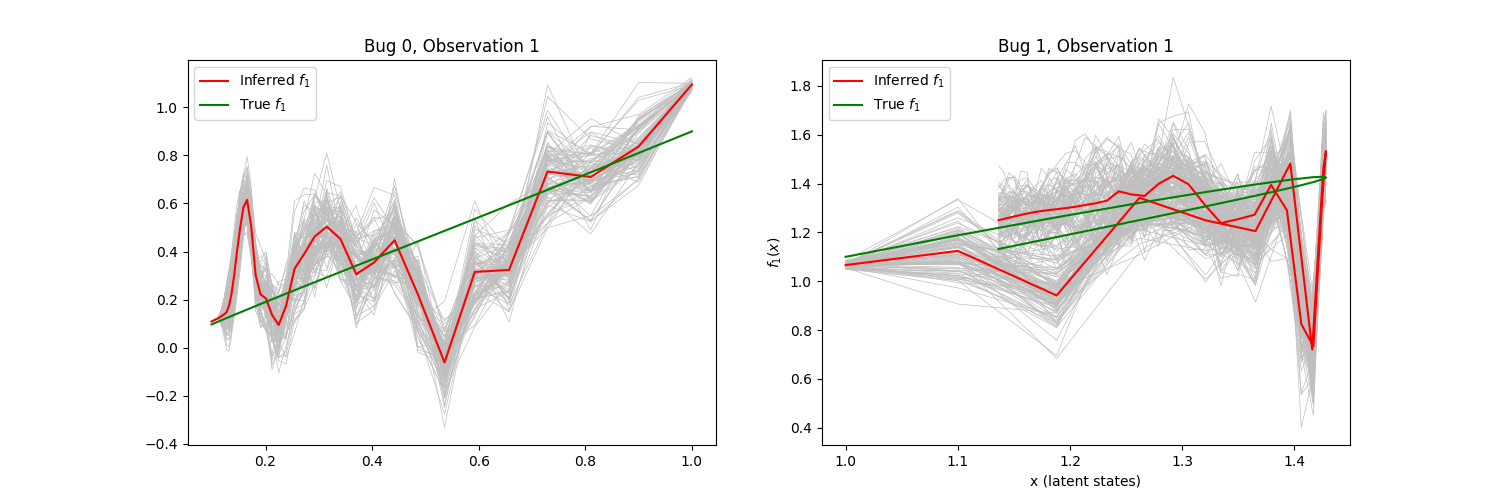 Bug 0, Observation 1
Inferred f₁
True f₁
1.0
0.8
0.6
0.4
0.2
0.0
−0.2
−0.4
0.2 0.4 0.6 0.8 1.0
Bug 1, Observation 1
Inferred f₁
True f₁
f₁(x)
1.8
1.6
1.4
1.2
1.0
0.8
0.6
0.4
1.0 1.1 1.2 1.3 1.4
x (latent states)